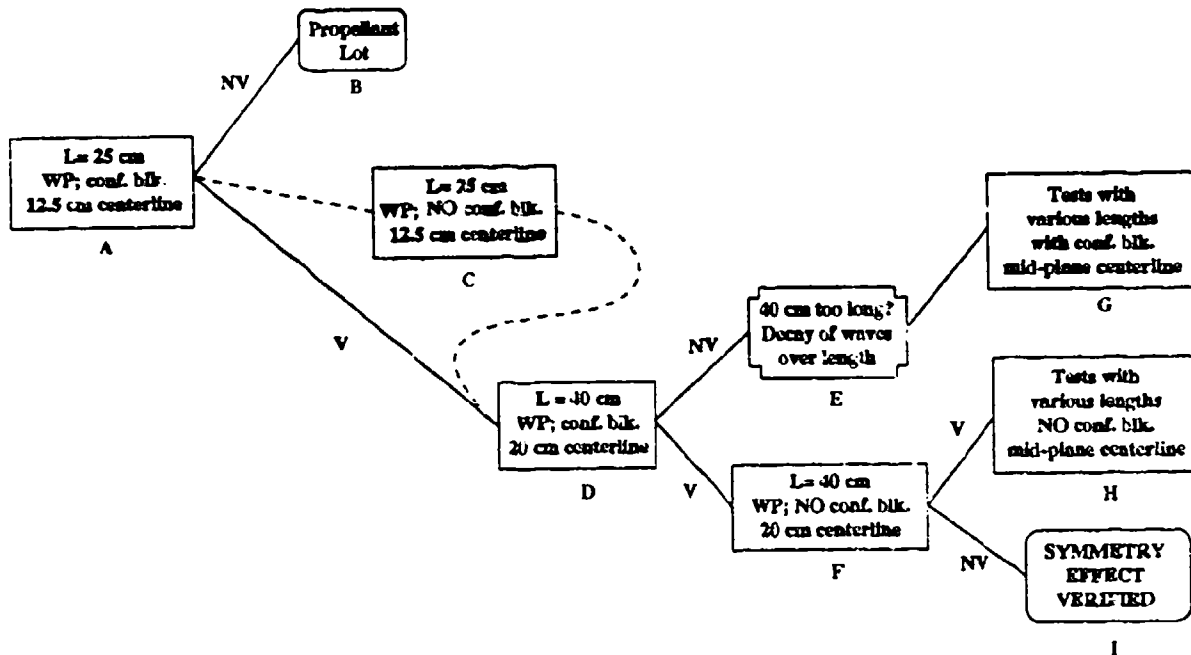 Propellant
Lot
B
NV
L= 25 cm
WP; conf. blk.
12.5 cm centerline
A
L= 25 cm
WP; NO conf. blk.
12.5 cm centerline
C
V
L = 40 cm
WP; conf. blk.
20 cm centerline
D
NV
40 cm too long?
Decay of waves
over length
E
Tests with
various lengths
with conf. blk.
mid-plane centerline
G
V
L= 40 cm
WP; NO conf. blk.
20 cm centerline
F
V
Tests with
various lengths
NO conf. blk.
mid-plane centerline
H
NV
SYMMETRY
EFFECT
VERIFIED
I